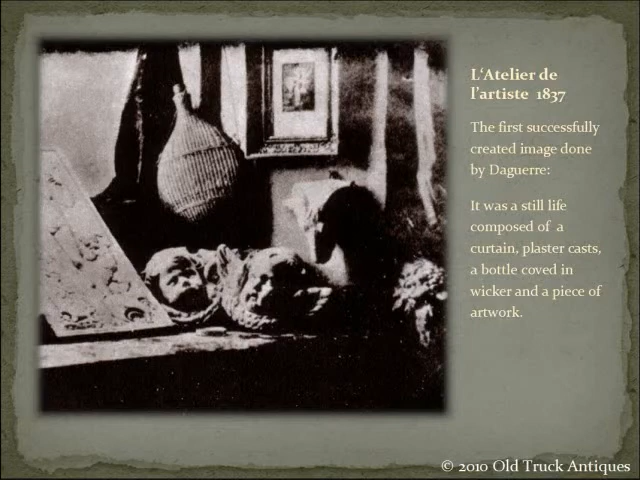 L‘Atelier de
l’artiste 1837
The first successfully
created image done
by Daguerre:
It was a still life
composed of a
curtain, plaster casts,
a bottle coved in
wicker and a piece of
artwork.
© 2010 Old Truck Antiques